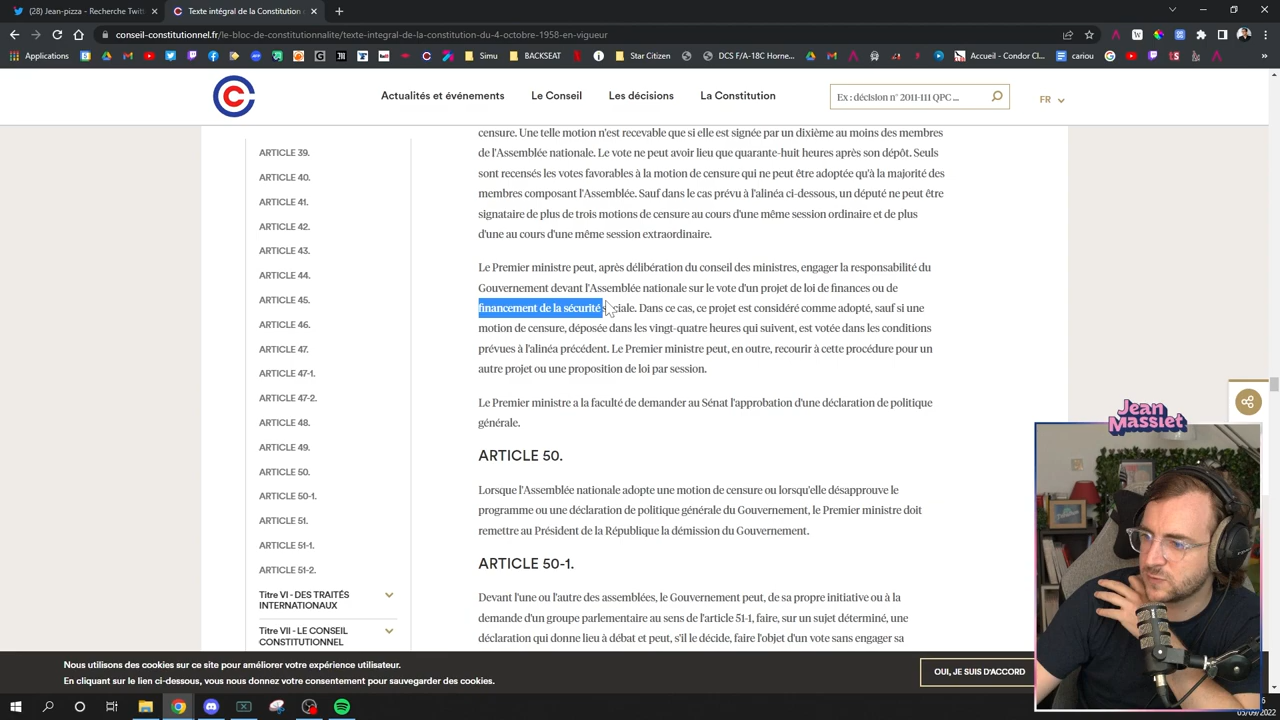 (28) Jean-pizza - Recherche Twitt
Texte intégral de la Constitution d
conseil-constitutionnel.fr/le-bloc-de-constitutionnalite/texte-integral-de-la-constitution-du-4-octobre-1958-en-vigueur
Applications
Simu
BACKSEAT
Star Citizen
DCS F/A-18C Horne...
Accueil - Condor Cl...
cariou
Actualités et événements
Le Conseil
Les décisions
La Constitution
Ex : décision n° 2011-111 QPC ...
FR
ARTICLE 39.
ARTICLE 40.
ARTICLE 41.
ARTICLE 42.
ARTICLE 43.
ARTICLE 44.
ARTICLE 45.
ARTICLE 46.
ARTICLE 47.
ARTICLE 47-1.
ARTICLE 47-2.
ARTICLE 48.
ARTICLE 49.
ARTICLE 50.
ARTICLE 50-1.
ARTICLE 51.
ARTICLE 51-1.
ARTICLE 51-2.
Titre VI - DES TRAITÉS
INTERNATIONAUX
Titre VII - LE CONSEIL
CONSTITUTIONNEL
censure. Une telle motion n'est recevable que si elle est signée par un dixième au moins des membres
de l'Assemblée nationale. Le vote ne peut avoir lieu que quarante-huit heures après son dépôt. Seuls
sont recensés les votes favorables à la motion de censure qui ne peut être adoptée qu'à la majorité des
membres composant l'Assemblée. Sauf dans le cas prévu à l'alinéa ci-dessous, un député ne peut être
signataire de plus de trois motions de censure au cours d'une même session ordinaire et de plus
d'une au cours d'une même session extraordinaire.
Le Premier ministre peut, après délibération du conseil des ministres, engager la responsabilité du
Gouvernement devant l'Assemblée nationale sur le vote d'un projet de loi de finances ou de
financement de la sécurité sociale. Dans ce cas, ce projet est considéré comme adopté, sauf si une
motion de censure, déposée dans les vingt-quatre heures qui suivent, est votée dans les conditions
prévues à l'alinéa précédent. Le Premier ministre peut, en outre, recourir à cette procédure pour un
autre projet ou une proposition de loi par session.
Le Premier ministre a la faculté de demander au Sénat l'approbation d'une déclaration de politique
générale.
ARTICLE 50.
Lorsque l'Assemblée nationale adopte une motion de censure ou lorsqu'elle désapprouve le
programme ou une déclaration de politique générale du Gouvernement, le Premier ministre doit
remettre au Président de la République la démission du Gouvernement.
ARTICLE 50-1.
Devant l'une ou l'autre des assemblées, le Gouvernement peut, de sa propre initiative ou à la
demande d'un groupe parlementaire au sens de l'article 51-1, faire, sur un sujet déterminé, une
déclaration qui donne lieu à débat et peut, s'il le décide, faire l'objet d'un vote sans engager sa
Jean
Massiet
Nous utilisons des cookies sur ce site pour améliorer votre expérience utilisateur.
En cliquant sur le lien ci-dessous, vous nous donnez votre consentement pour sauvegarder des cookies.
OUI, JE SUIS D'ACCORD
05/09/2022